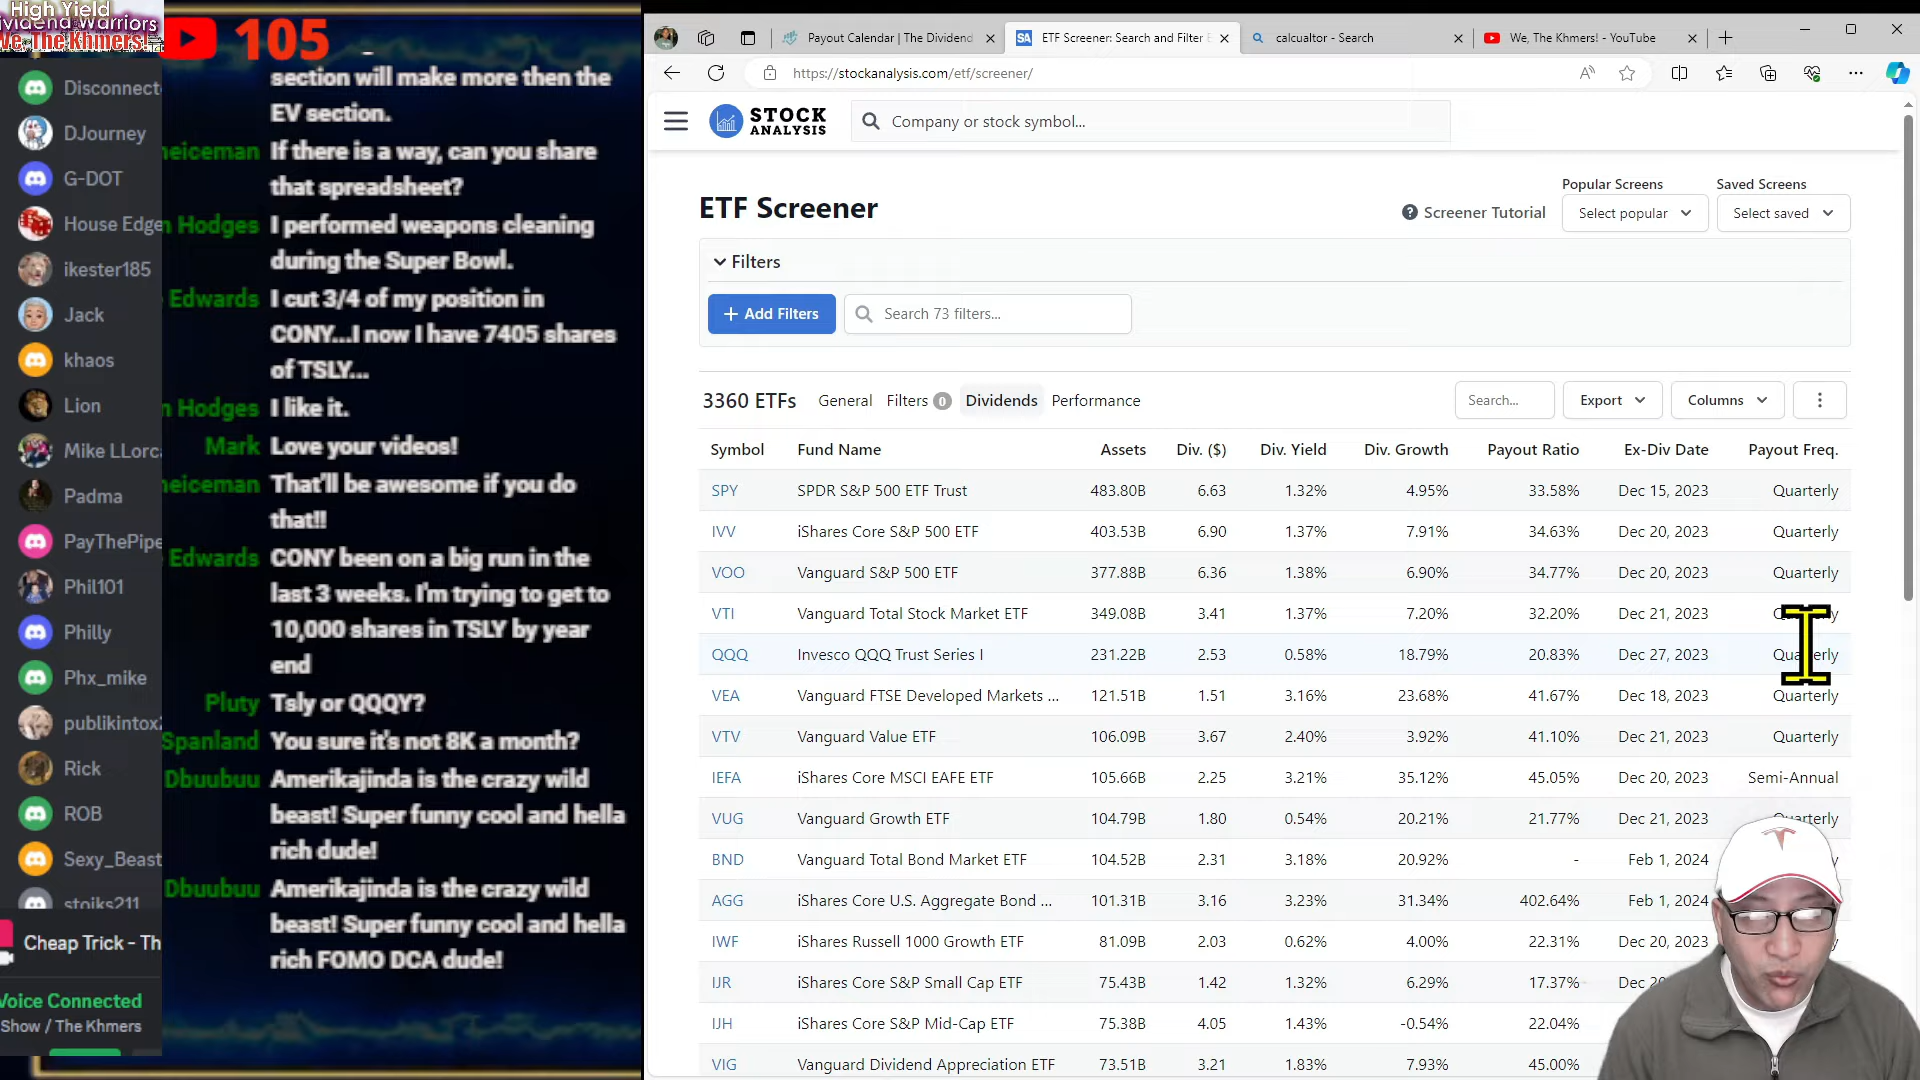 High Yield
ividend Warriors
We, The Khmers!
105
Disconnect
DJourney
G-DOT
House Edge
ikester185
Jack
khaos
Lion
Mike LLorca
Padma
PayThePipe
Phil101
Philly
Phx_mike
publikintox
Rick
ROB
Sexy_Beast
stoiks211
Cheap Trick - Th
Voice Connected
Show / The Khmers
section will make more then the
EV section.
heiceman If there is a way, can you share
that spreadsheet?
n Hodges I performed weapons cleaning
during the Super Bowl.
Edwards I cut 3/4 of my position in
CONY...I now I have 7405 shares
of TSLY...
n Hodges I like it.
Mark Love your videos!
heiceman That'll be awesome if you do
that!!
Edwards CONY been on a big run in the
last 3 weeks. I'm trying to get to
10,000 shares in TSLY by year
end
Pluty Tsly or QQQY?
Spanland You sure it's not 8K a month?
Dbuubuu Amerikajinda is the crazy wild
beast! Super funny cool and hella
rich dude!
Dbuubuu Amerikajinda is the crazy wild
beast! Super funny cool and hella
rich FOMO DCA dude!
Payout Calendar | The Dividend
SA ETF Screener: Search and Filter E
calcualtor - Search
We, The Khmers! - YouTube
https://stockanalysis.com/etf/screener/
STOCK
ANALYSIS
Company or stock symbol...
ETF Screener
Screener Tutorial
Popular Screens
Select popular
Saved Screens
Select saved
Filters
+ Add Filters
Search 73 filters...
3360 ETFs General Filters 0 Dividends Performance
Search... Export Columns
Symbol Fund Name Assets Div. ($) Div. Yield Div. Growth Payout Ratio Ex-Div Date Payout Freq.
SPY SPDR S&P 500 ETF Trust 483.80B 6.63 1.32% 4.95% 33.58% Dec 15, 2023 Quarterly
IVV iShares Core S&P 500 ETF 403.53B 6.90 1.37% 7.91% 34.63% Dec 20, 2023 Quarterly
VOO Vanguard S&P 500 ETF 377.88B 6.36 1.38% 6.90% 34.77% Dec 20, 2023 Quarterly
VTI Vanguard Total Stock Market ETF 349.08B 3.41 1.37% 7.20% 32.20% Dec 21, 2023
QQQ Invesco QQQ Trust Series I 231.22B 2.53 0.58% 18.79% 20.83% Dec 27, 2023 Quarterly
VEA Vanguard FTSE Developed Markets ... 121.51B 1.51 3.16% 23.68% 41.67% Dec 18, 2023 Quarterly
VTV Vanguard Value ETF 106.09B 3.67 2.40% 3.92% 41.10% Dec 21, 2023 Quarterly
IEFA iShares Core MSCI EAFE ETF 105.66B 2.25 3.21% 35.12% 45.05% Dec 20, 2023 Semi-Annual
VUG Vanguard Growth ETF 104.79B 1.80 0.54% 20.21% 21.77% Dec 21, 2023 Quarterly
BND Vanguard Total Bond Market ETF 104.52B 2.31 3.18% 20.92% - Feb 1, 2024
AGG iShares Core U.S. Aggregate Bond ... 101.31B 3.16 3.23% 31.34% 402.64% Feb 1, 2024
IWF iShares Russell 1000 Growth ETF 81.09B 2.03 0.62% 4.00% 22.31% Dec 20, 2023
IJR iShares Core S&P Small Cap ETF 75.43B 1.42 1.32% 6.29% 17.37% Dec 20
IJH iShares Core S&P Mid-Cap ETF 75.38B 4.05 1.43% -0.54% 22.04%
VIG Vanguard Dividend Appreciation ETF 73.51B 3.21 1.83% 7.93% 45.00%